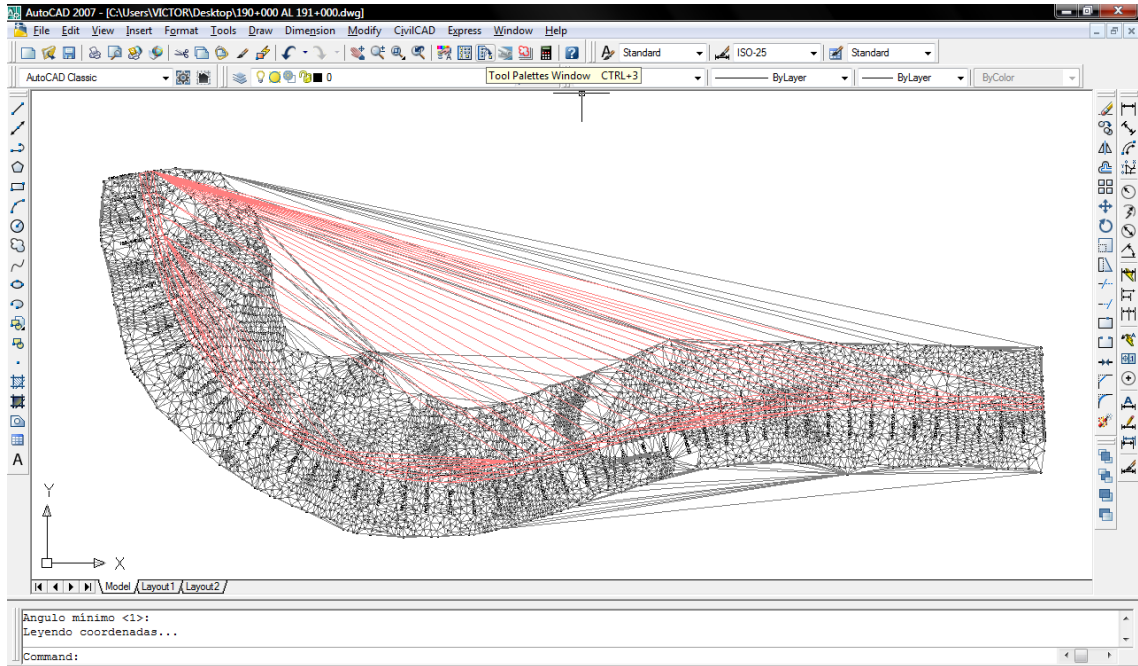 AutoCAD 2007 - [C:\Users\VICTOR\Desktop\190+000 AL 191+000.dwg]
File Edit View Insert Format Tools Draw Dimension Modify CivilCAD Express Window Help
Standard ISO-25 Standard
AutoCAD Classic 0 Tool Palettes Window CTRL+3 ByLayer ByLayer ByColor
A
Y
X
Model Layout1 Layout2
Angulo mínimo <1>:
Leyendo coordenadas...
Command: